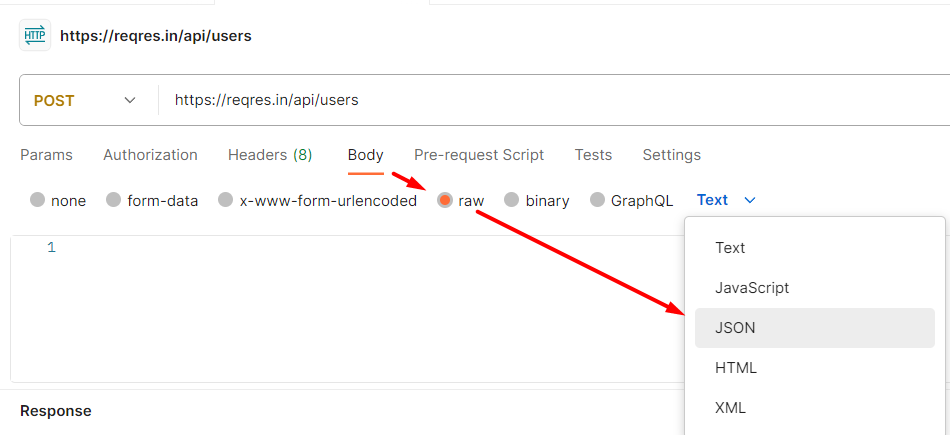 HTTP https://reqres.in/api/users
POST https://reqres.in/api/users
Params Authorization Headers (8) Body Pre-request Script Tests Settings
none form-data x-www-form-urlencoded raw binary GraphQL Text
1
Text
JavaScript
JSON
HTML
XML
Response